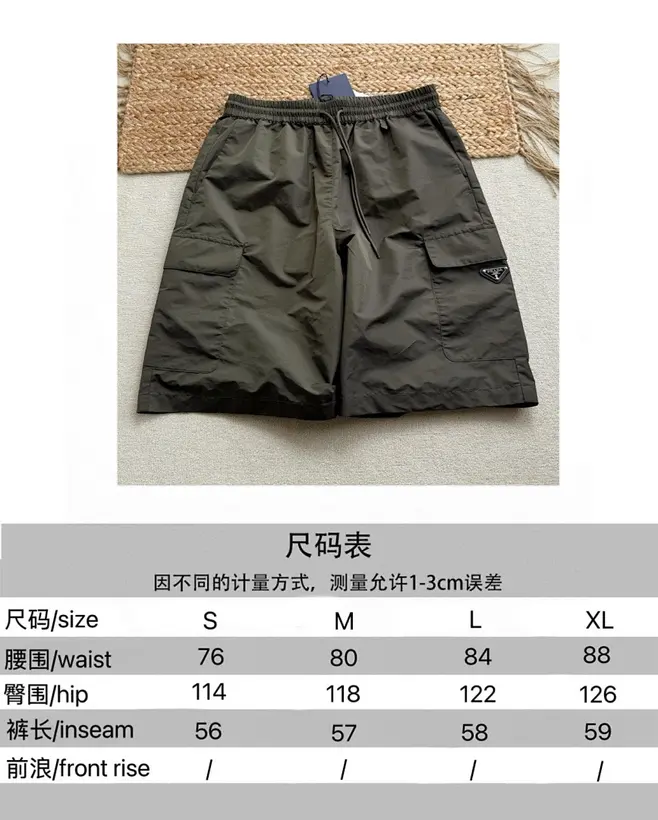 PRADA
尺码表
因不同的计量方式，测量允许1-3cm误差
尺码/size S M L XL
腰围/waist 76 80 84 88
臀围/hip 114 118 122 126
裤长/inseam 56 57 58 59
前浪/front rise / / / /